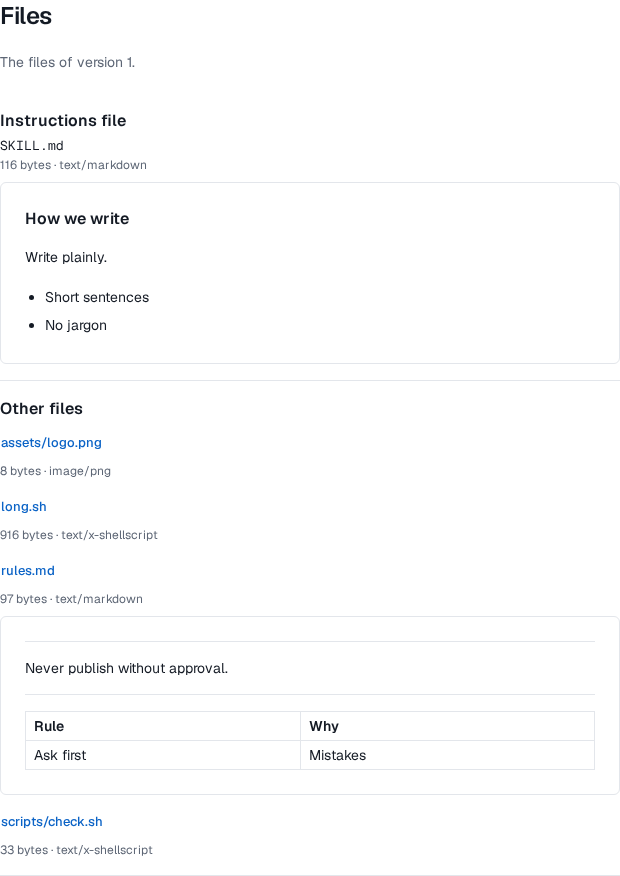 Files
The files of version 1.
Instructions file
SKILL.md
116 bytes · text/markdown
How we write
Write plainly.
Short sentences
No jargon
Other files
assets/logo.png
8 bytes · image/png
long.sh
916 bytes · text/x-shellscript
rules.md
97 bytes · text/markdown
Never publish without approval.
Rule Why
Ask first Mistakes
scripts/check.sh
33 bytes · text/x-shellscript